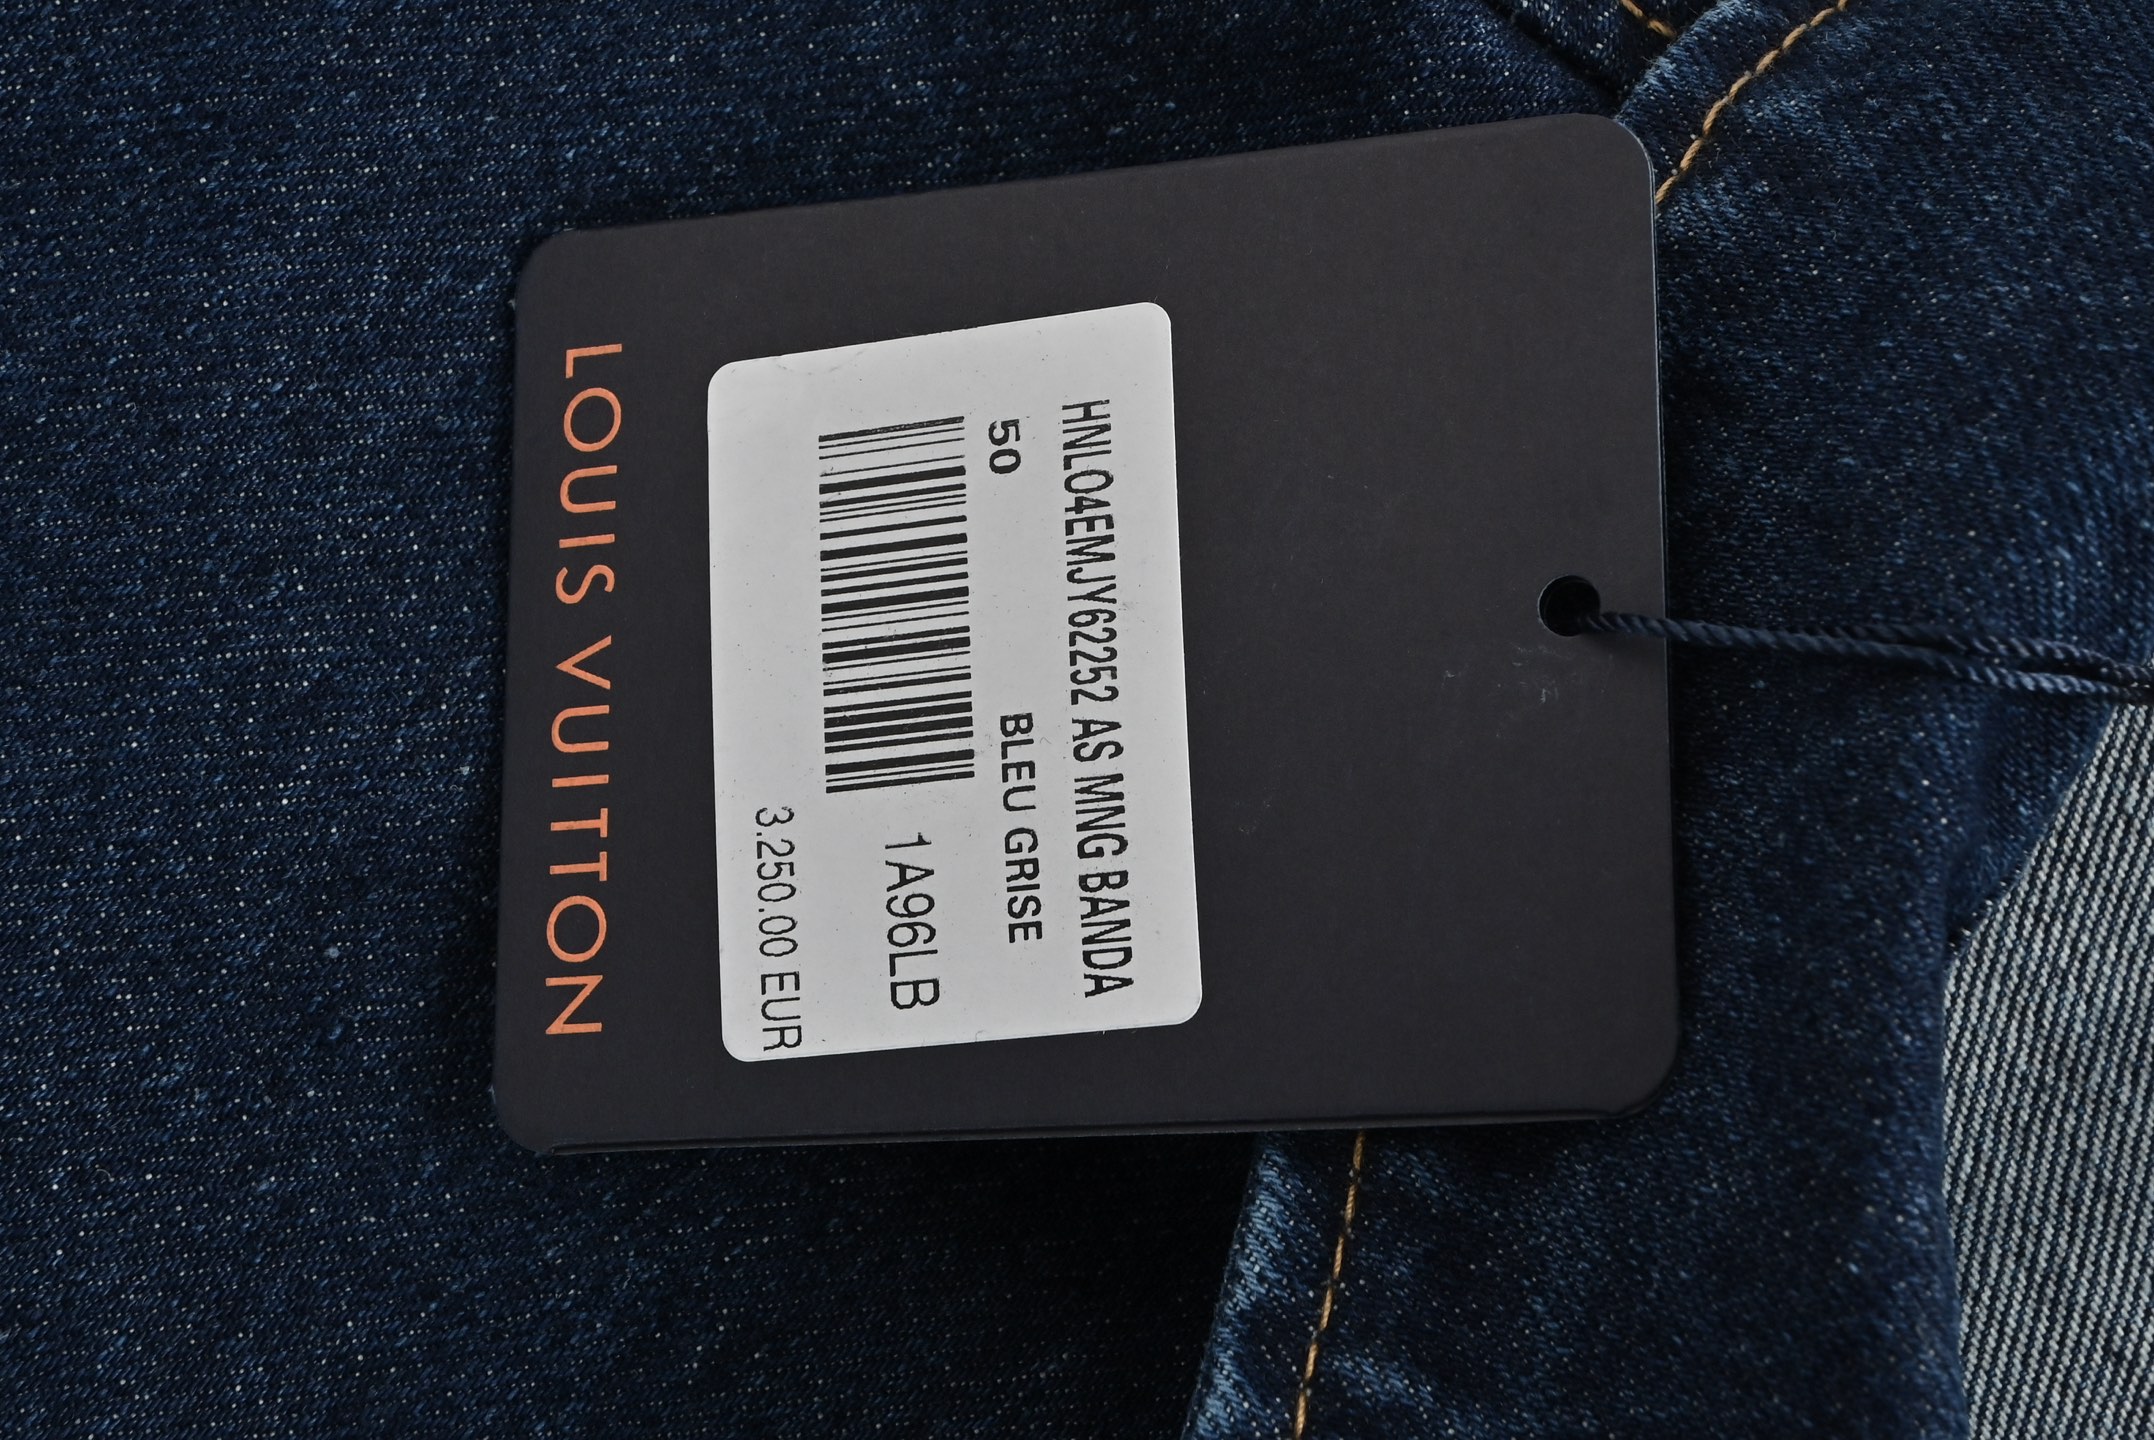 HNL04EMJY62252 AS MNG BANDA
50 BLEU GRISE
1A96LB
3.250.00 EUR
LOUIS VUITTON